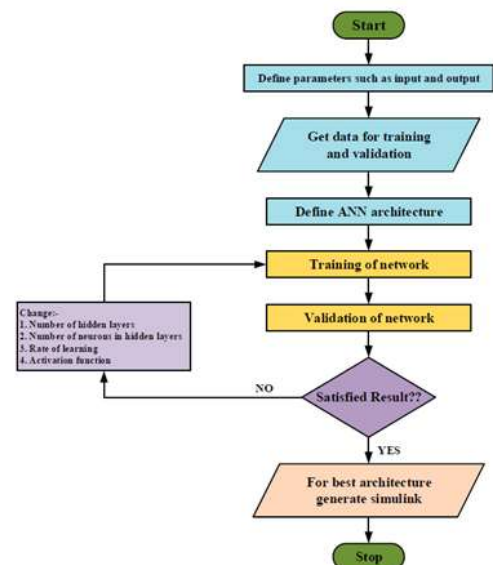 Start
Define parameters such as input and output
Get data for training
and validation
Define ANN architecture
Training of network
Validation of network
Change:-
1. Number of hidden layers
2. Number of neurous in hidden layers
3. Rate of learning
4. Activation function
NO
Satisfied Result??
YES
For best architecture
generate simulink
Stop